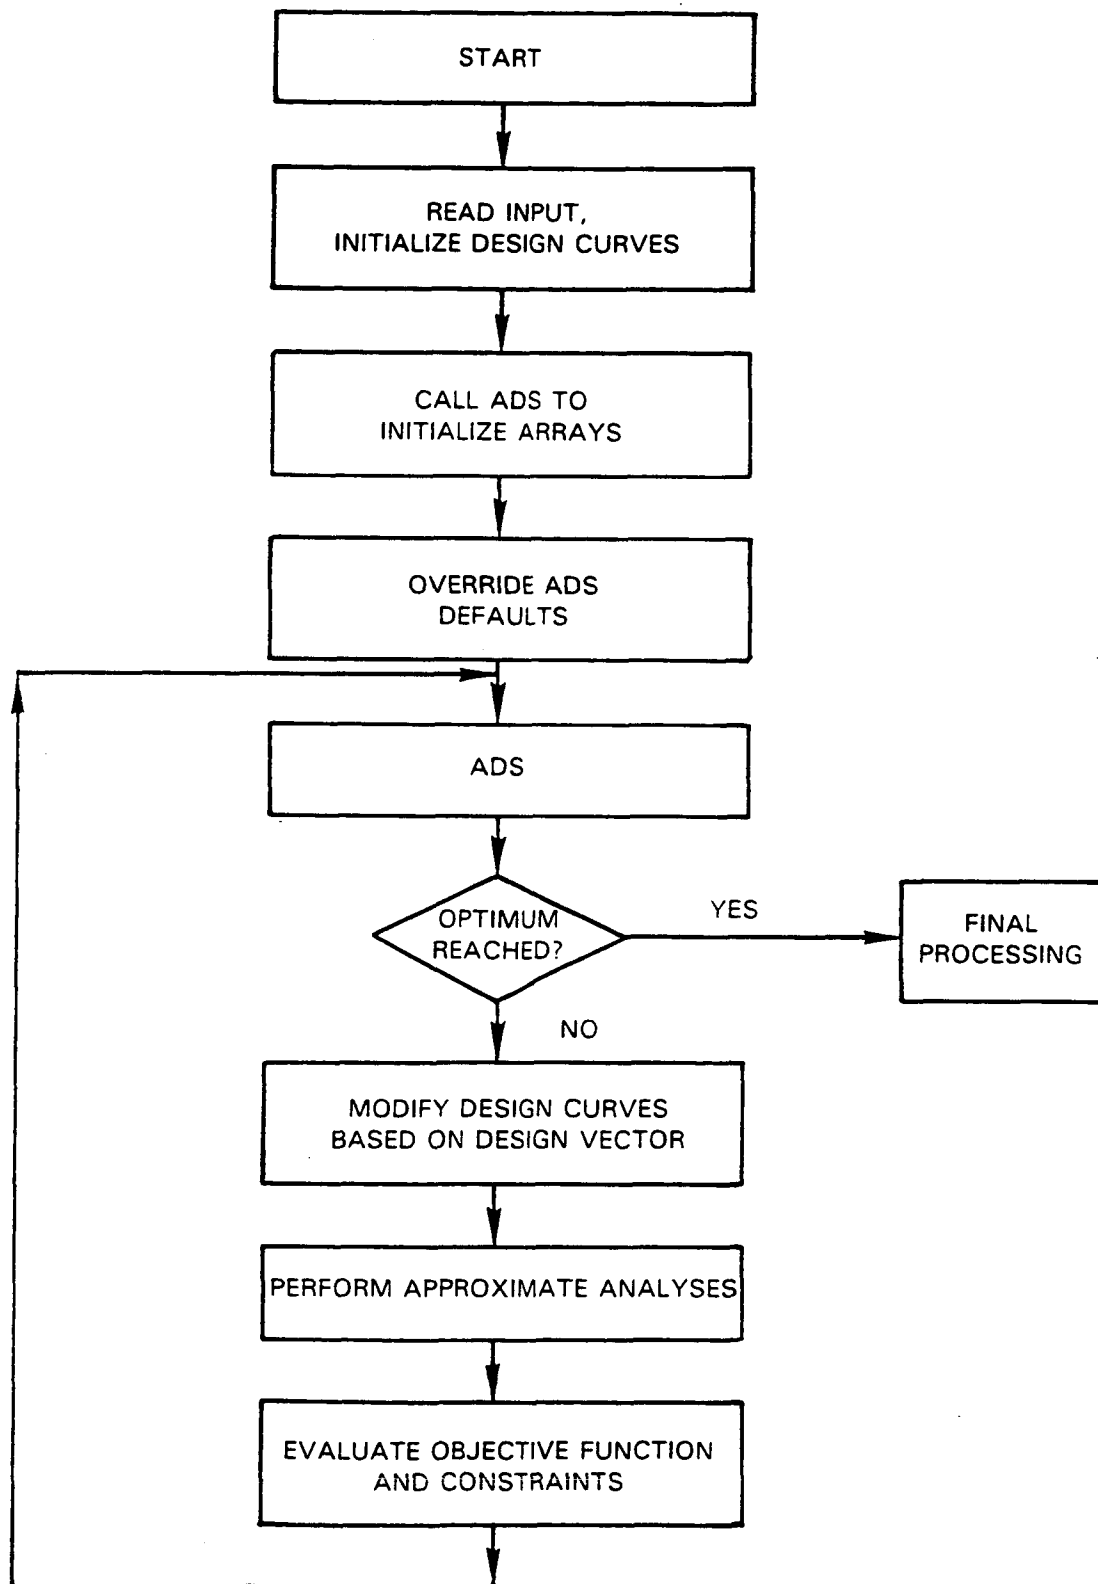 START
READ INPUT,
INITIALIZE DESIGN CURVES
CALL ADS TO
INITIALIZE ARRAYS
OVERRIDE ADS
DEFAULTS
ADS
OPTIMUM
REACHED?
YES
FINAL
PROCESSING
NO
MODIFY DESIGN CURVES
BASED ON DESIGN VECTOR
PERFORM APPROXIMATE ANALYSES
EVALUATE OBJECTIVE FUNCTION
AND CONSTRAINTS